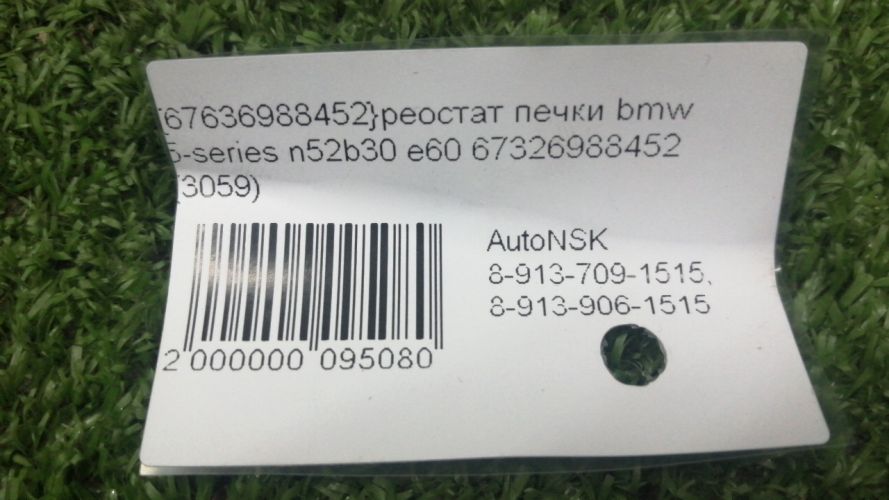 {67636988452}реостат печки bmw
5-series n52b30 e60 67326988452
(3059)
AutoNSK
8-913-709-1515,
8-913-906-1515
2 000000 095080